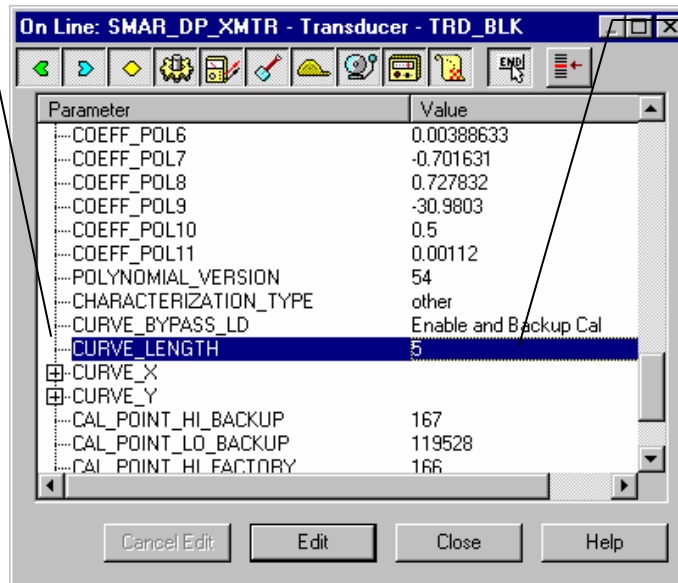 On Line: SMAR_DP_XMTR - Transducer - TRD_BLK
END
Parameter Value
COEFF_POL6 0.00388633
COEFF_POL7 -0.701631
COEFF_POL8 0.727832
COEFF_POL9 -30.9803
COEFF_POL10 0.5
COEFF_POL11 0.00112
POLYNOMIAL_VERSION 54
CHARACTERIZATION_TYPE other
CURVE_BYPASS_LD Enable and Backup Cal
CURVE_LENGTH 5
CURVE_X
CURVE_Y
CAL_POINT_HI_BACKUP 167
CAL_POINT_LO_BACKUP 119528
CAL_POINT_HI_FACTORY 166
Cancel Edit Edit Close Help